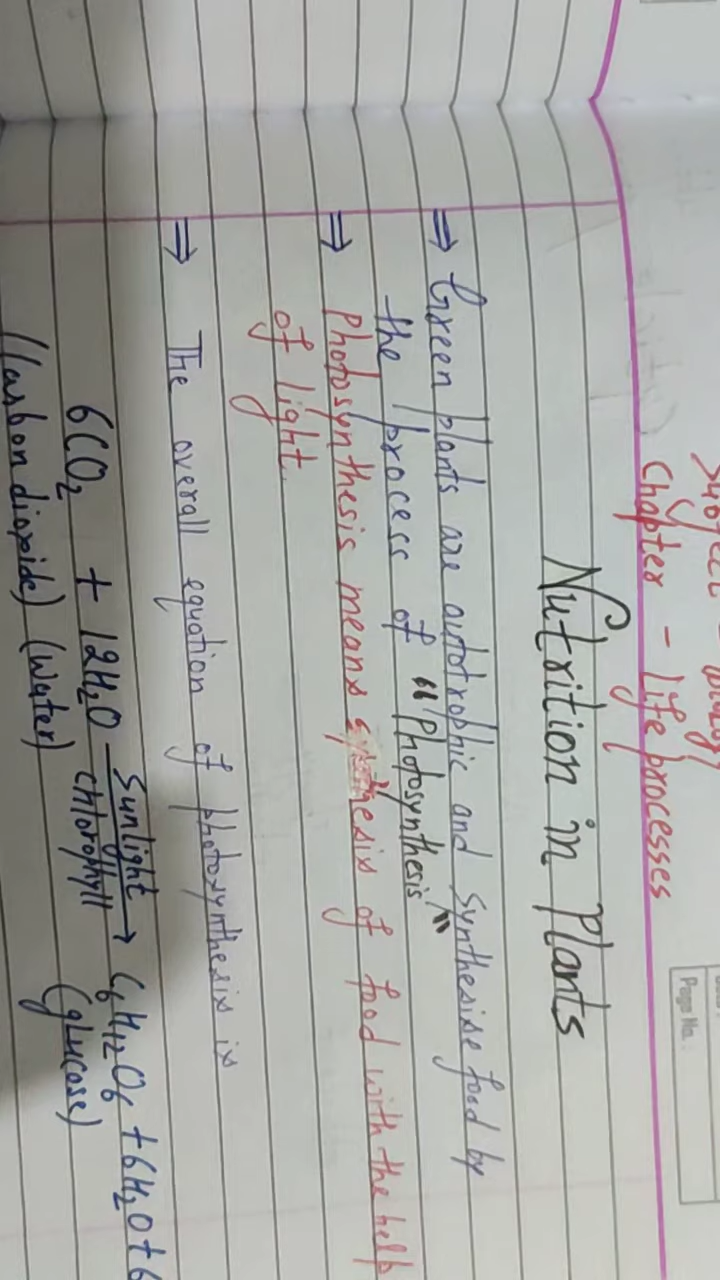 Chapter - Life processes
Page No.
Nutrition in Plants
⇒ Green plants are autotrophic and synthesise food by
the process of "Photosynthesis"
⇒ Photosynthesis means synthesis of food with the help
of light.
⇒ The overall equation of photosynthesis is
6CO₂ + 12H₂O Sunlight → C₆H₁₂O₆ + 6H₂O + 6
chlorophyll
(Carbon dioxide) (Water) (glucose)